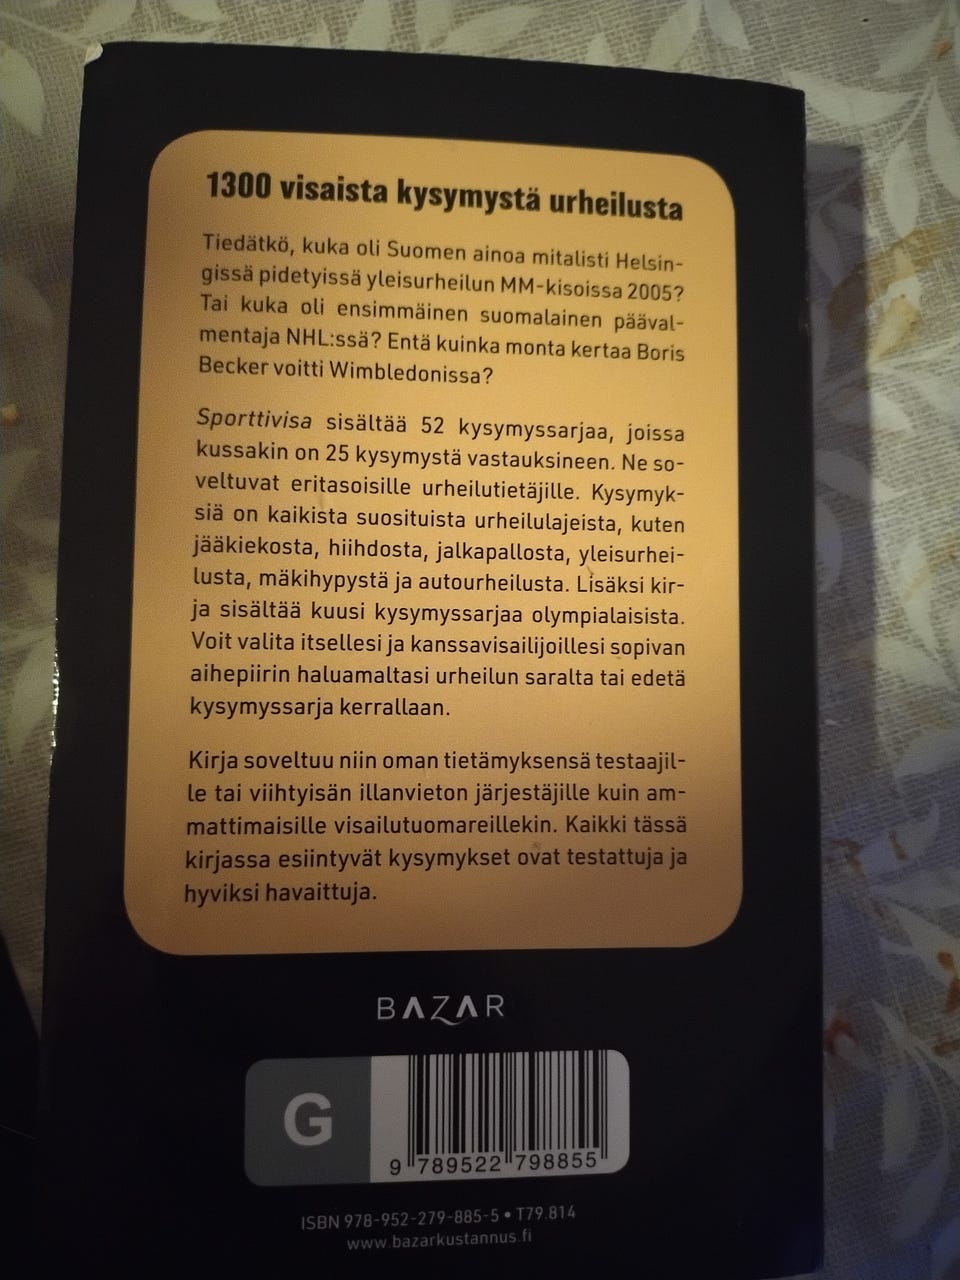 1300 visaista kysymystä urheilusta
Tiedätkö, kuka oli Suomen ainoa mitalisti Helsin-
gissä pidetyissä yleisurheilun MM-kisoissa 2005?
Tai kuka oli ensimmäinen suomalainen pääval-
mentaja NHL:ssä? Entä kuinka monta kertaa Boris
Becker voitti Wimbledonissa?
Sporttivisa sisältää 52 kysymyssarjaa, joissa
kussakin on 25 kysymystä vastauksineen. Ne so-
veltuvat eritasoisille urheilutietäjille. Kysymyk-
siä on kaikista suosituista urheilulajeista, kuten
jääkiekosta, hiihdosta, jalkapallosta, yleisurhei-
lusta, mäkihypystä ja autourheilusta. Lisäksi kir-
ja sisältää kuusi kysymyssarjaa olympialaisista.
Voit valita itsellesi ja kanssavisailijoillesi sopivan
aihepiirin haluamaltasi urheilun saralta tai edetä
kysymyssarja kerrallaan.
Kirja soveltuu niin oman tietämyksensä testaajil-
le tai viihtyisän illanvieton järjestäjille kuin am-
mattimaisille visailutuomareillekin. Kaikki tässä
kirjassa esiintyvät kysymykset ovat testattuja ja
hyviksi havaittuja.
BAZAR
G
9 789522 798855
ISBN 978-952-279-885-5 • T79.814
www.bazarkustannus.fi